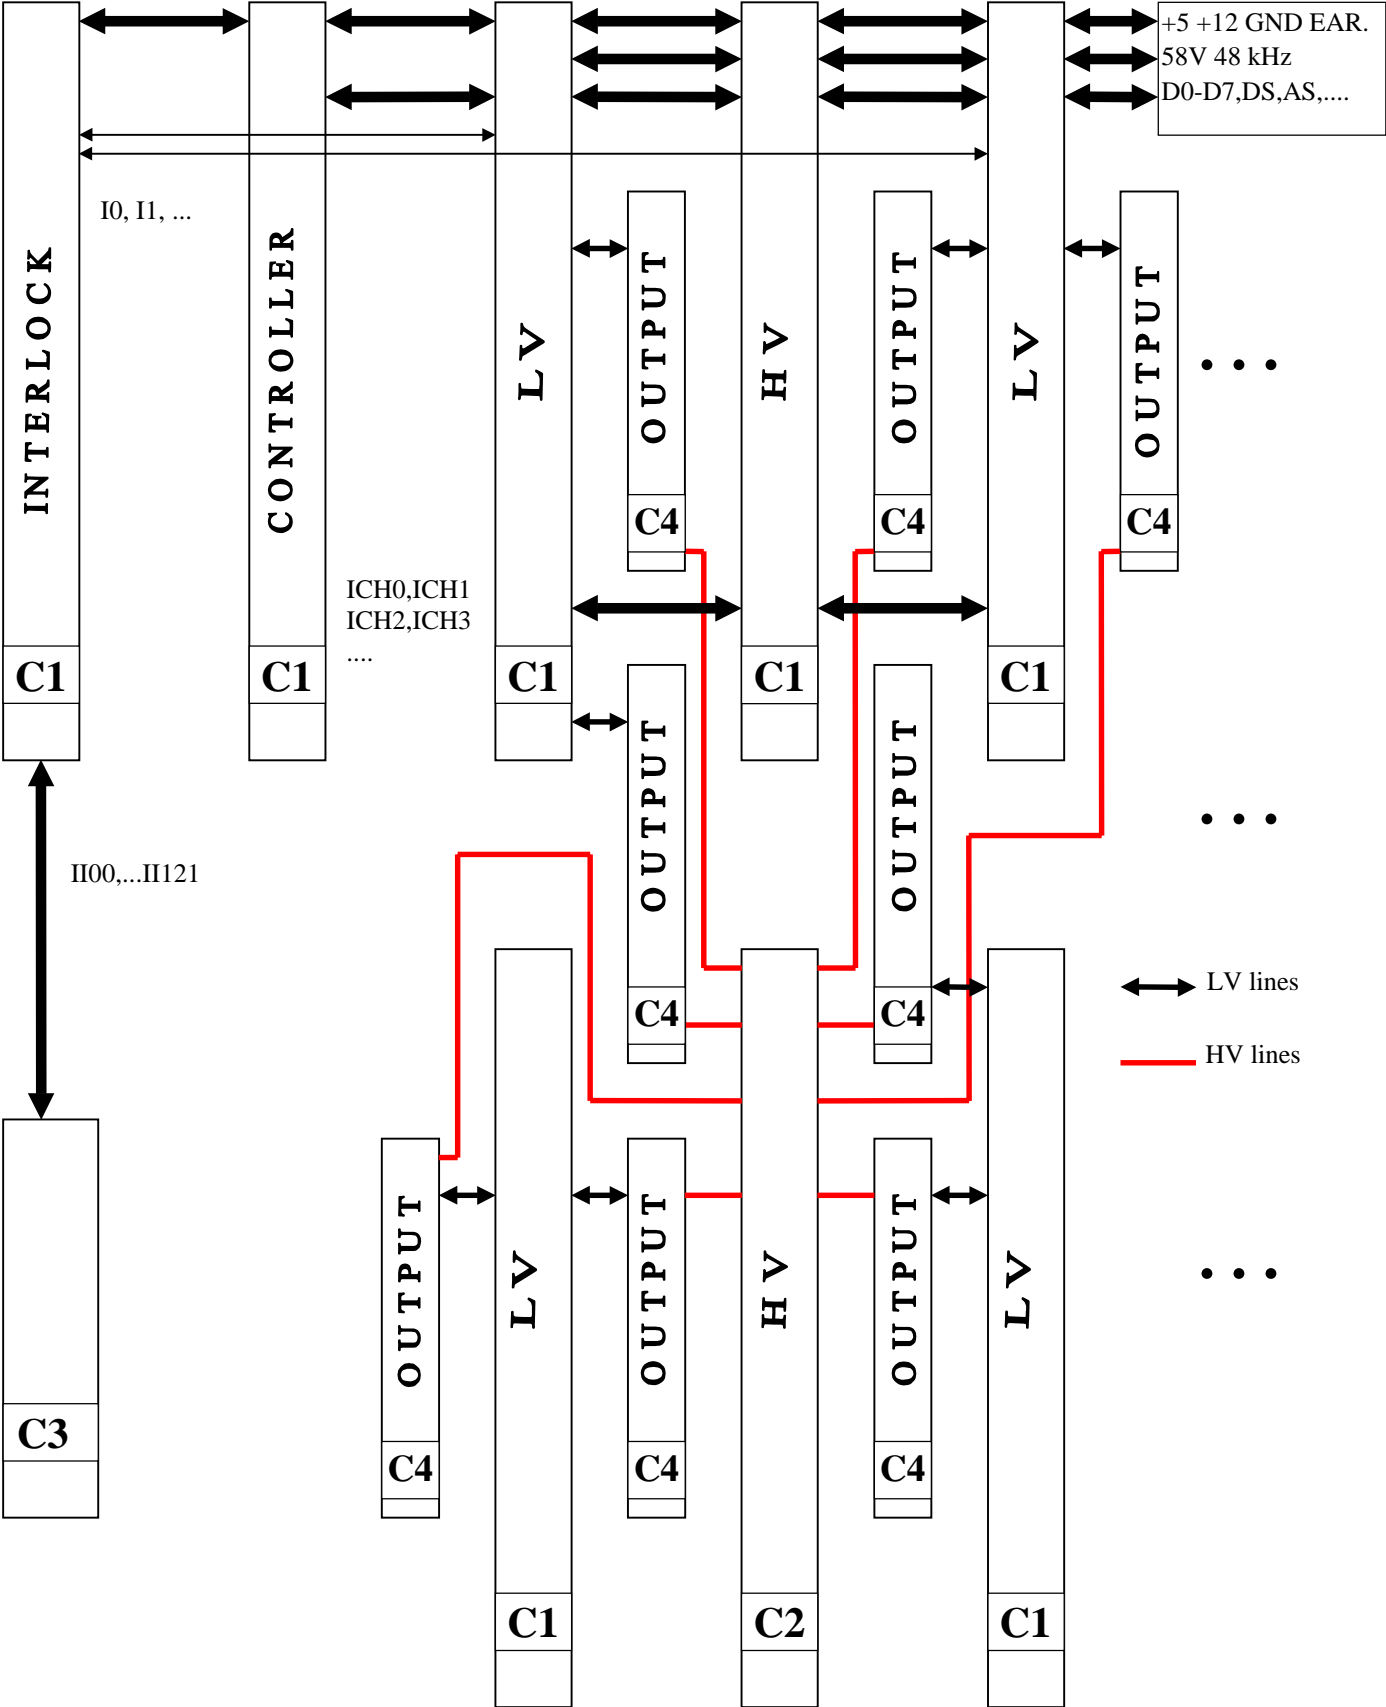 +5 +12 GND EAR.
58V 48 kHz
D0-D7,DS,AS,....
I0, I1, ...
INTERLOCK
CONTROLLER
LV
OUTPUT
HV
OUTPUT
LV
OUTPUT
...
C4
C4
C4
ICH0,ICH1
ICH2,ICH3
....
C1
C1
C1
C1
C1
OUTPUT
OUTPUT
...
II00,...II121
LV lines
C4
C4
HV lines
OUTPUT
LV
OUTPUT
HV
OUTPUT
LV
...
C3
C4
C4
C4
C1
C2
C1